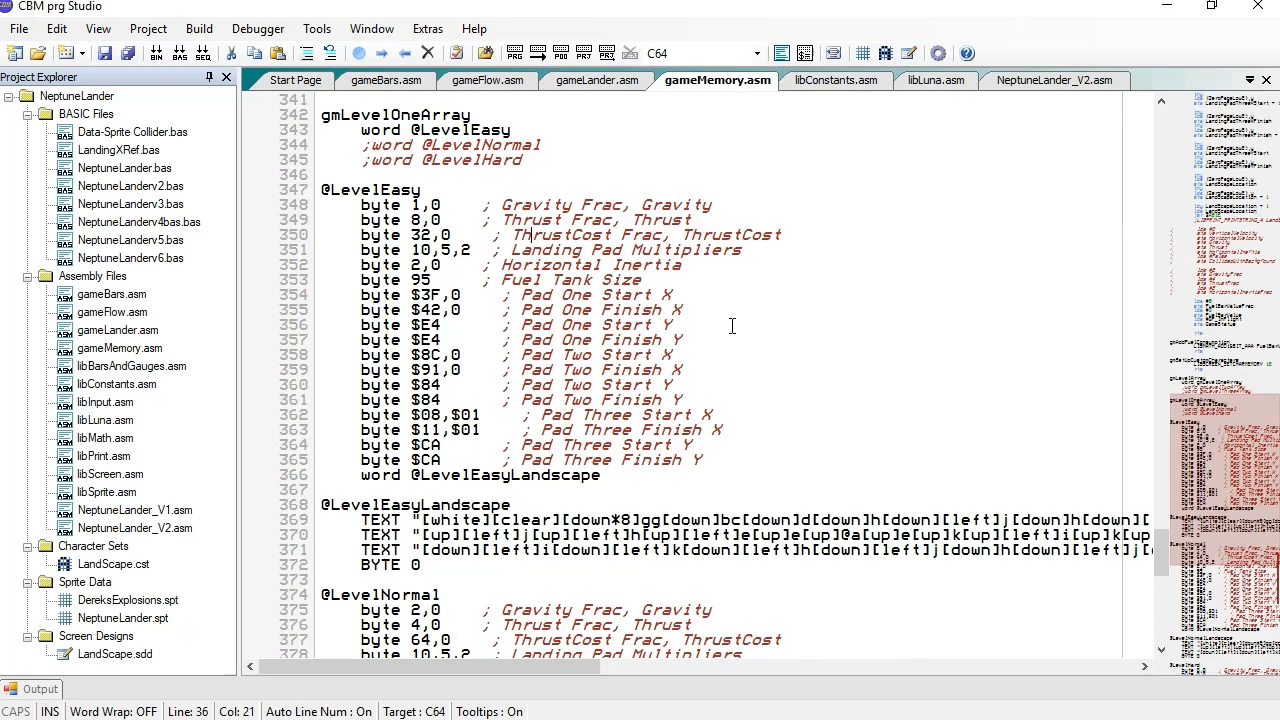 CBM prg Studio
File Edit View Project Build Debugger Tools Window Extras Help
C64
Project Explorer
Start Page gameBars.asm gameFlow.asm gameLander.asm gameMemory.asm libConstants.asm libLuna.asm NeptuneLander_V2.asm
NeptuneLander
BASIC Files
Data-Sprite Collider.bas
LandingXRef.bas
NeptuneLander.bas
NeptuneLanderv2.bas
NeptuneLanderv3.bas
NeptuneLanderv4bas.bas
NeptuneLanderv5.bas
NeptuneLanderv6.bas
Assembly Files
gameBars.asm
gameFlow.asm
gameLander.asm
gameMemory.asm
libBarsAndGauges.asm
libConstants.asm
libInput.asm
libLuna.asm
libMath.asm
libPrint.asm
libScreen.asm
libSprite.asm
NeptuneLander_V1.asm
NeptuneLander_V2.asm
Character Sets
LandScape.cst
Sprite Data
DereksExplosions.spt
NeptuneLander.spt
Screen Designs
LandScape.sdd
341
342 gmLevelOneArray
343 word @LevelEasy
344 ;word @LevelNormal
345 ;word @LevelHard
346
347 @LevelEasy
348 byte 1,0 ; Gravity Frac, Gravity
349 byte 8,0 ; Thrust Frac, Thrust
350 byte 32,0 ; ThrustCost Frac, ThrustCost
351 byte 10,5,2 ; Landing Pad Multipliers
352 byte 2,0 ; Horizontal Inertia
353 byte 95 ; Fuel Tank Size
354 byte $3F,0 ; Pad One Start X
355 byte $42,0 ; Pad One Finish X
356 byte $E4 ; Pad One Start Y
357 byte $E4 ; Pad One Finish Y
358 byte $8C,0 ; Pad Two Start X
359 byte $91,0 ; Pad Two Finish X
360 byte $84 ; Pad Two Start Y
361 byte $84 ; Pad Two Finish Y
362 byte $08,$01 ; Pad Three Start X
363 byte $11,$01 ; Pad Three Finish X
364 byte $CA ; Pad Three Start Y
365 byte $CA ; Pad Three Finish Y
366 word @LevelEasyLandscape
367
368 @LevelEasyLandscape
369 TEXT "[white][clear][down*8]gg[down]bc[down]d[down]h[down][left]j[down]h[down][
370 TEXT "[up][left]j[up][left]h[up][left]e[up]e[up]@a[up]e[up]k[up][left]i[up]k[up
371 TEXT "[down][left]i[down][left]k[down][left]h[down][left]j[down]h[down][left]j[
372 BYTE 0
373
374 @LevelNormal
375 byte 2,0 ; Gravity Frac, Gravity
376 byte 4,0 ; Thrust Frac, Thrust
377 byte 64,0 ; ThrustCost Frac, ThrustCost
378 byte 10,5,2 ; Landing Pad Multipliers
Output
CAPS INS Word Wrap: OFF Line: 36 Col: 21 Auto Line Num : On Target : C64 Tooltips : On